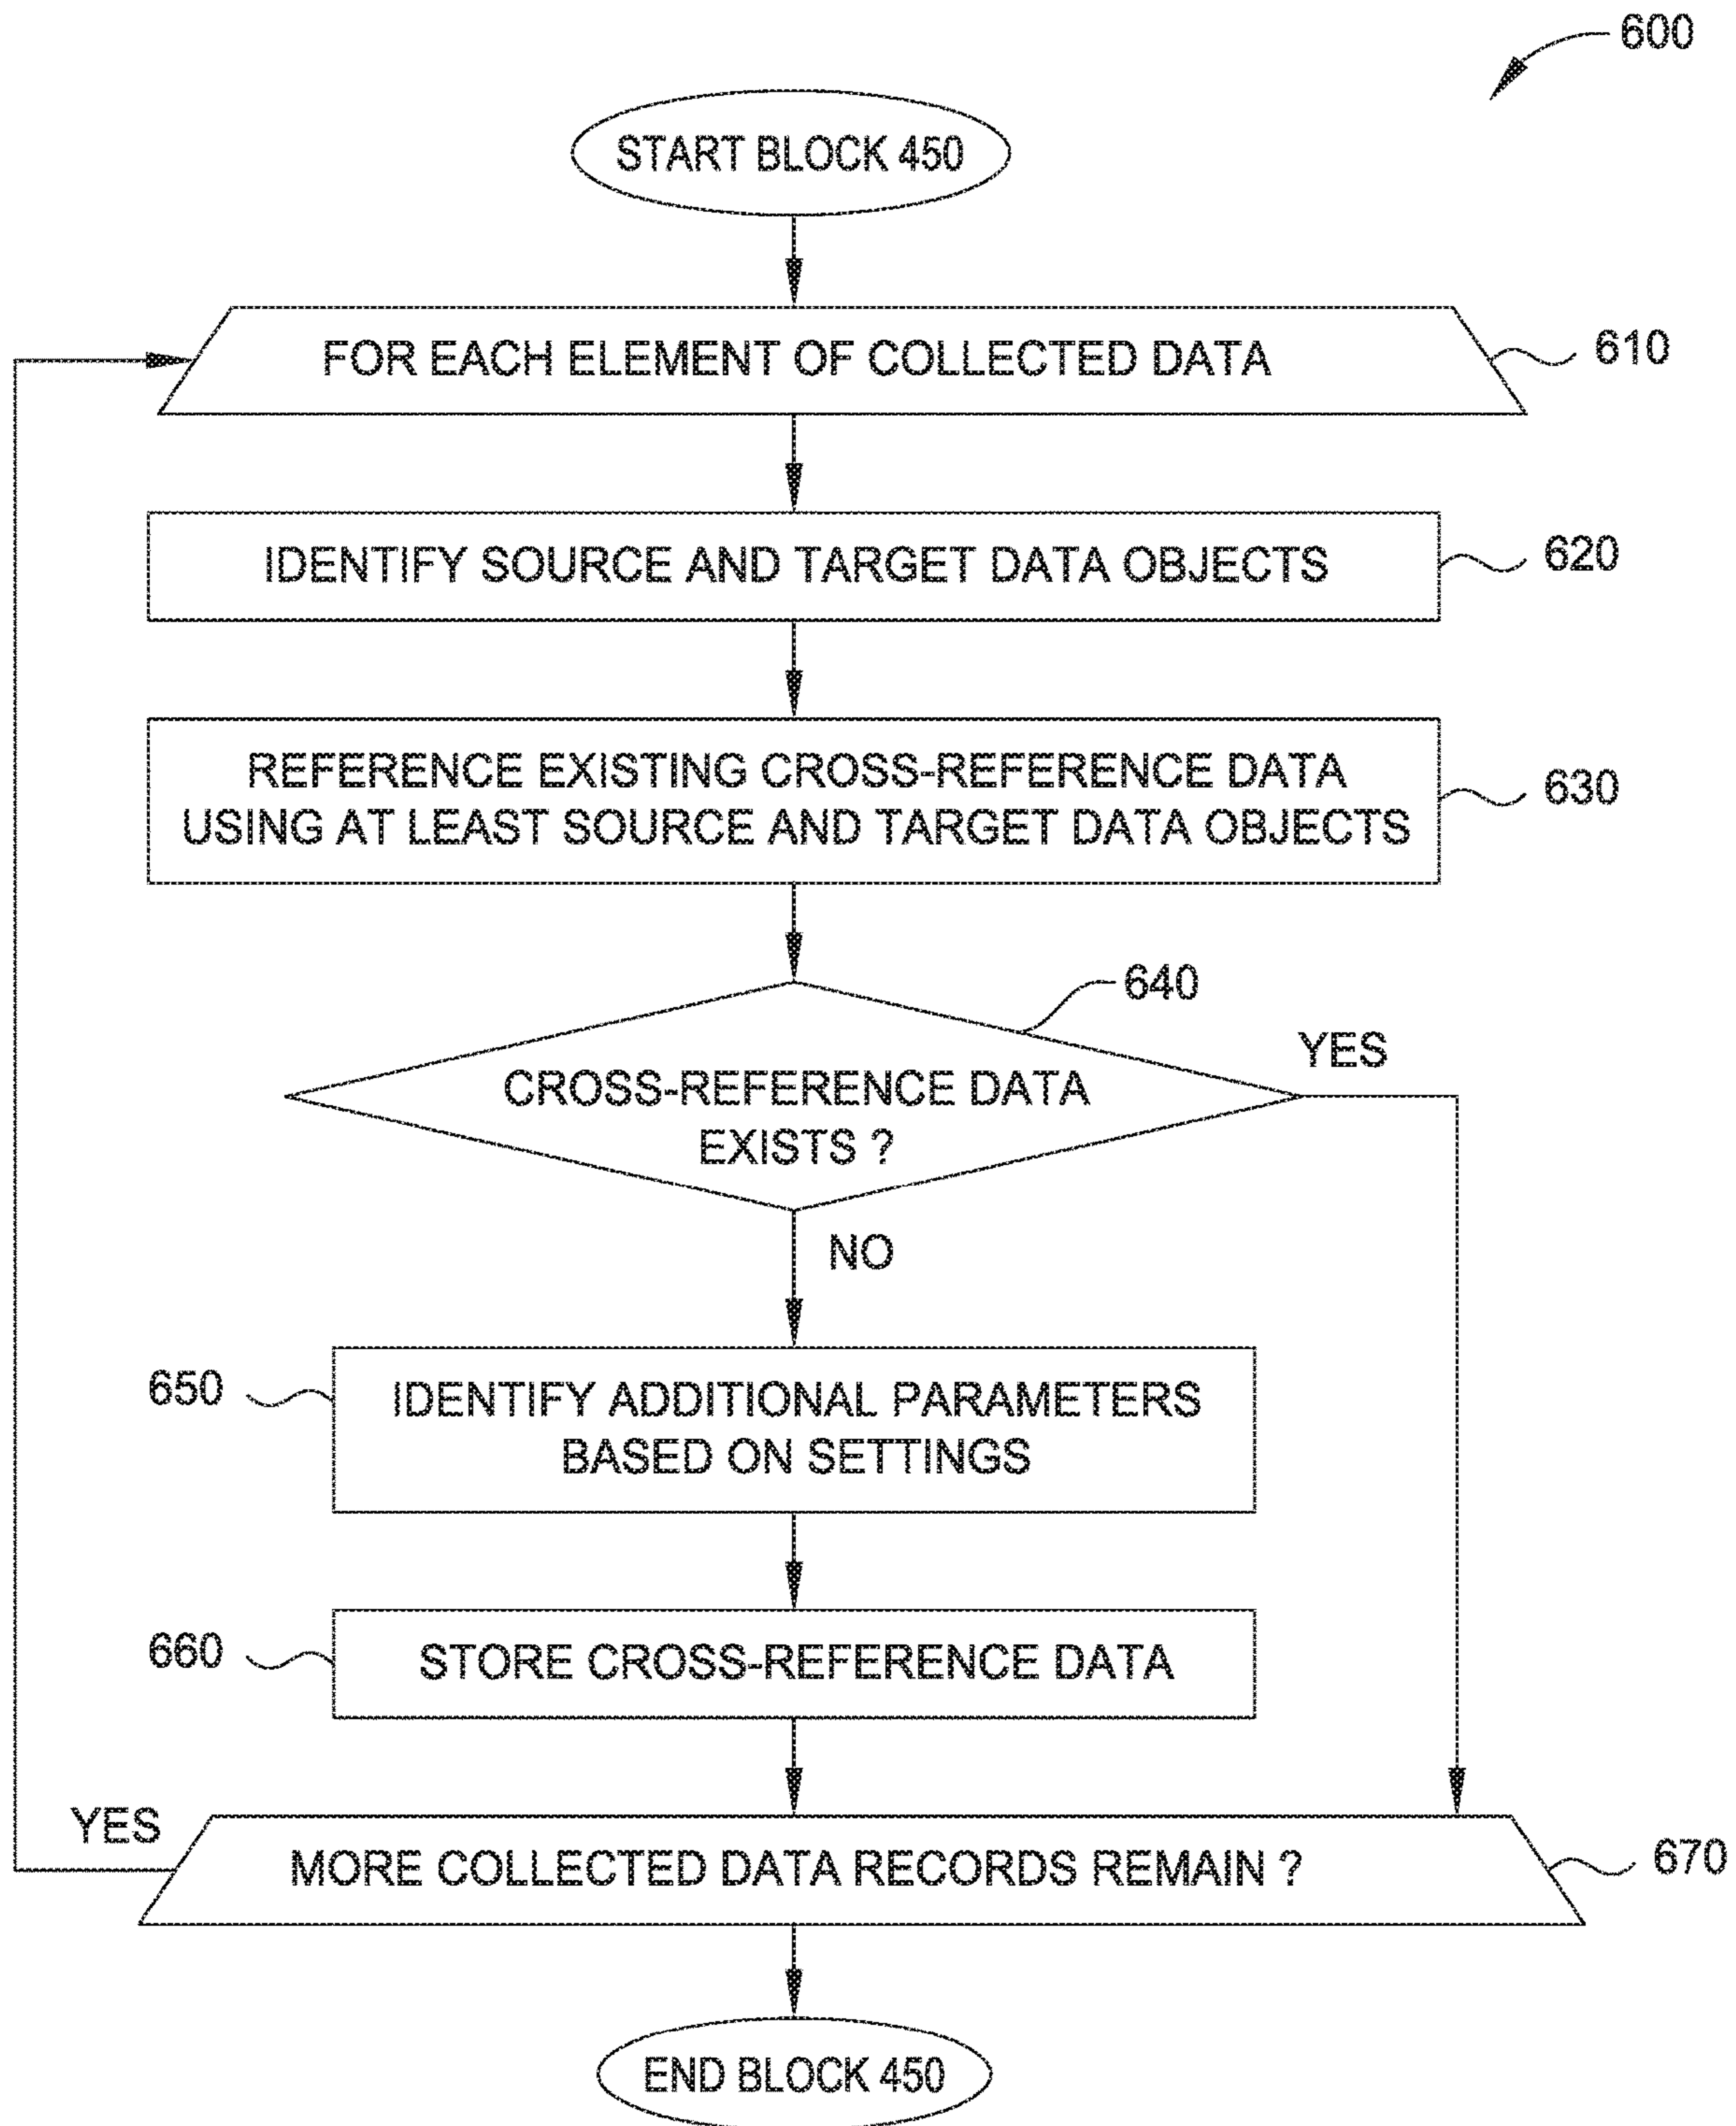 600
START BLOCK 450
FOR EACH ELEMENT OF COLLECTED DATA
610
IDENTIFY SOURCE AND TARGET DATA OBJECTS
620
REFERENCE EXISTING CROSS-REFERENCE DATA
USING AT LEAST SOURCE AND TARGET DATA OBJECTS
630
640
YES
CROSS-REFERENCE DATA
EXISTS ?
NO
650
IDENTIFY ADDITIONAL PARAMETERS
BASED ON SETTINGS
660
STORE CROSS-REFERENCE DATA
YES
MORE COLLECTED DATA RECORDS REMAIN ?
670
END BLOCK 450